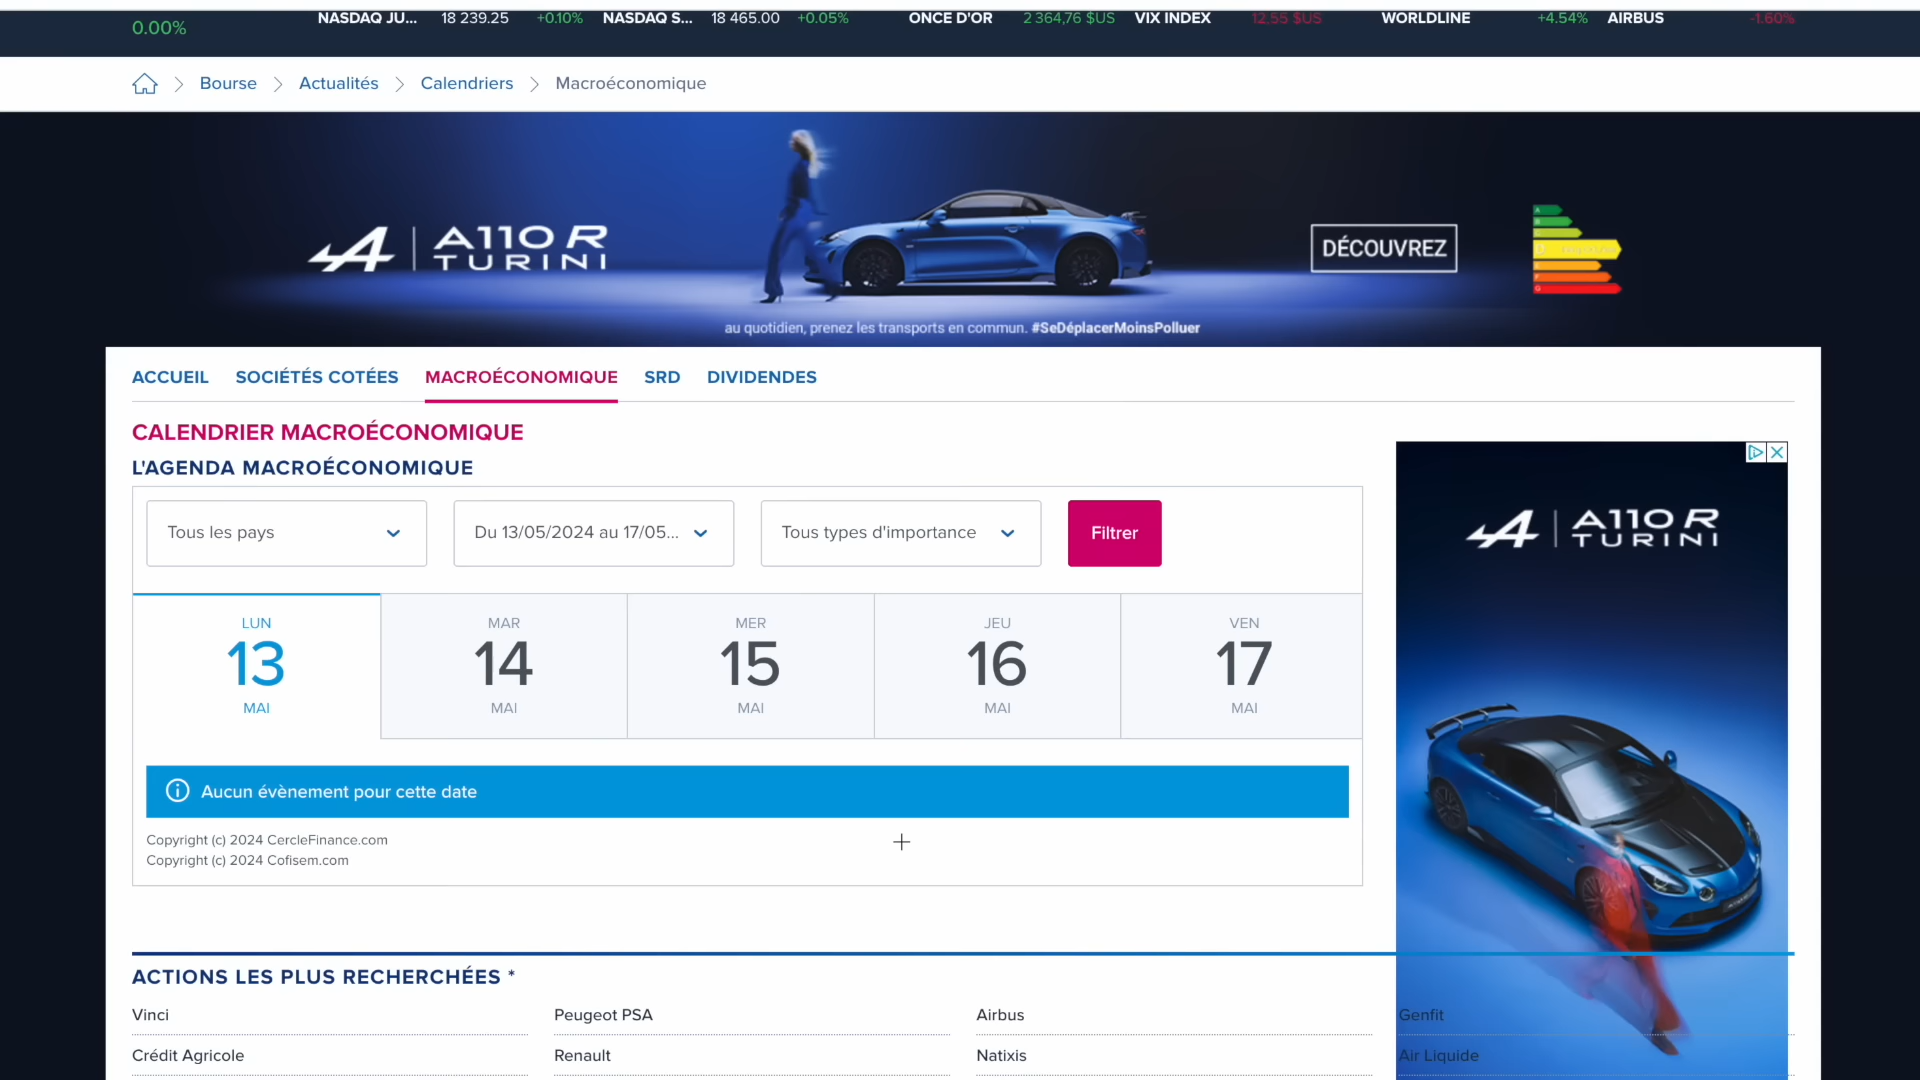 0.00%
NASDAQ JU... 18 239.25 +0.10% NASDAQ S... 18 465.00 +0.05% ONCE D'OR 2 364,76 $US VIX INDEX 12,55 $US WORLDLINE +4.54% AIRBUS -1.60%
Bourse Actualités Calendriers Macroéconomique
A110 R
TURINI
DÉCOUVREZ
au quotidien, prenez les transports en commun. #SeDéplacerMoinsPolluer
ACCUEIL SOCIÉTÉS COTÉES MACROÉCONOMIQUE SRD DIVIDENDES
CALENDRIER MACROÉCONOMIQUE
L'AGENDA MACROÉCONOMIQUE
Tous les pays Du 13/05/2024 au 17/05... Tous types d'importance Filtrer
A110 R
TURINI
LUN MAR MER JEU VEN
13 14 15 16 17
MAI MAI MAI MAI MAI
Aucun évènement pour cette date
Copyright (c) 2024 CercleFinance.com
Copyright (c) 2024 Cofisem.com
ACTIONS LES PLUS RECHERCHÉES *
Vinci Peugeot PSA Airbus Genfit
Crédit Agricole Renault Natixis Air Liquide